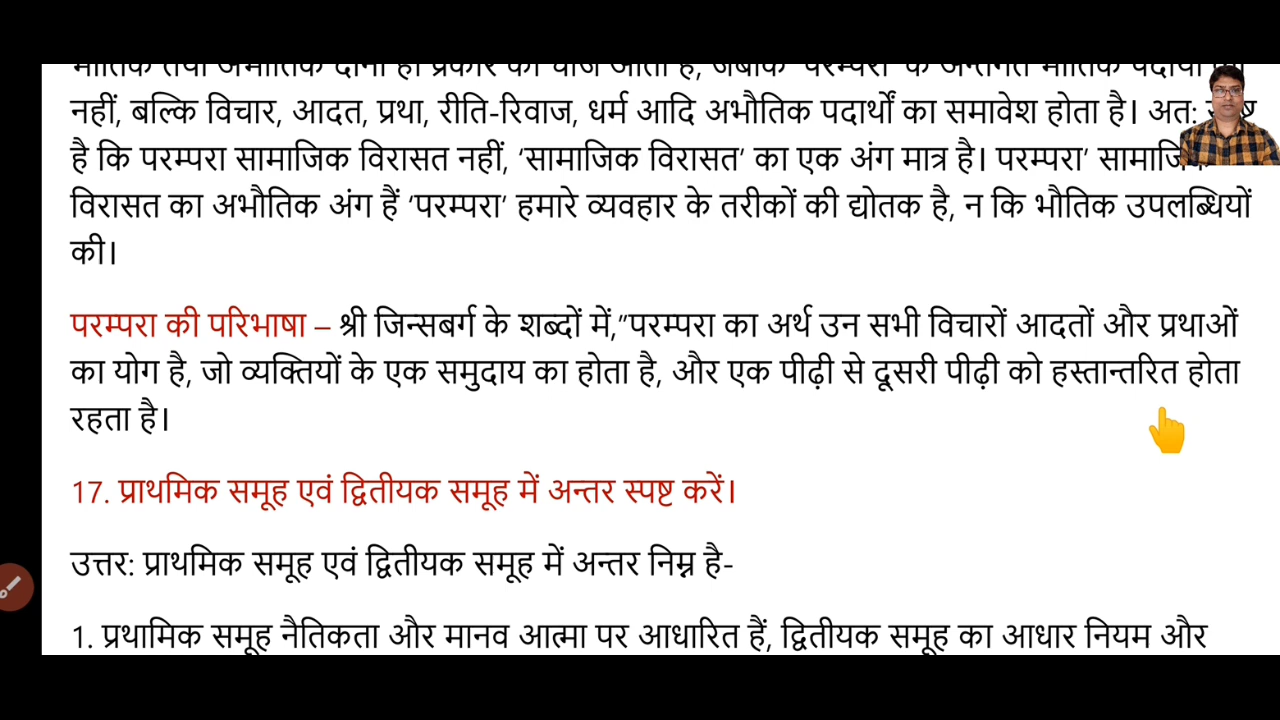 नहीं, बल्कि विचार, आदत, प्रथा, रीति-रिवाज, धर्म आदि अभौतिक पदार्थों का समावेश होता है। अत:
है कि परम्परा सामाजिक विरासत नहीं, ‘सामाजिक विरासत’ का एक अंग मात्र है। परम्परा’
विरासत का अभौतिक अंग हैं ‘परम्परा’ हमारे व्यवहार के तरीकों की द्योतक है, न कि भौतिक उपलब्धियों
की।
परम्परा की परिभाषा – श्री जिन्सबर्ग के शब्दों में,”परम्परा का अर्थ उन सभी विचारों आदतों और प्रथाओं
का योग है, जो व्यक्तियों के एक समुदाय का होता है, और एक पीढ़ी से दूसरी पीढ़ी को हस्तान्तरित होता
रहता है।
17. प्राथमिक समूह एवं द्वितीयक समूह में अन्तर स्पष्ट करें।
उत्तर: प्राथमिक समूह एवं द्वितीयक समूह में अन्तर निम्न है-
1. प्रथामिक समूह नैतिकता और मानव आत्मा पर आधारित हैं, द्वितीयक समूह का आधार नियम और